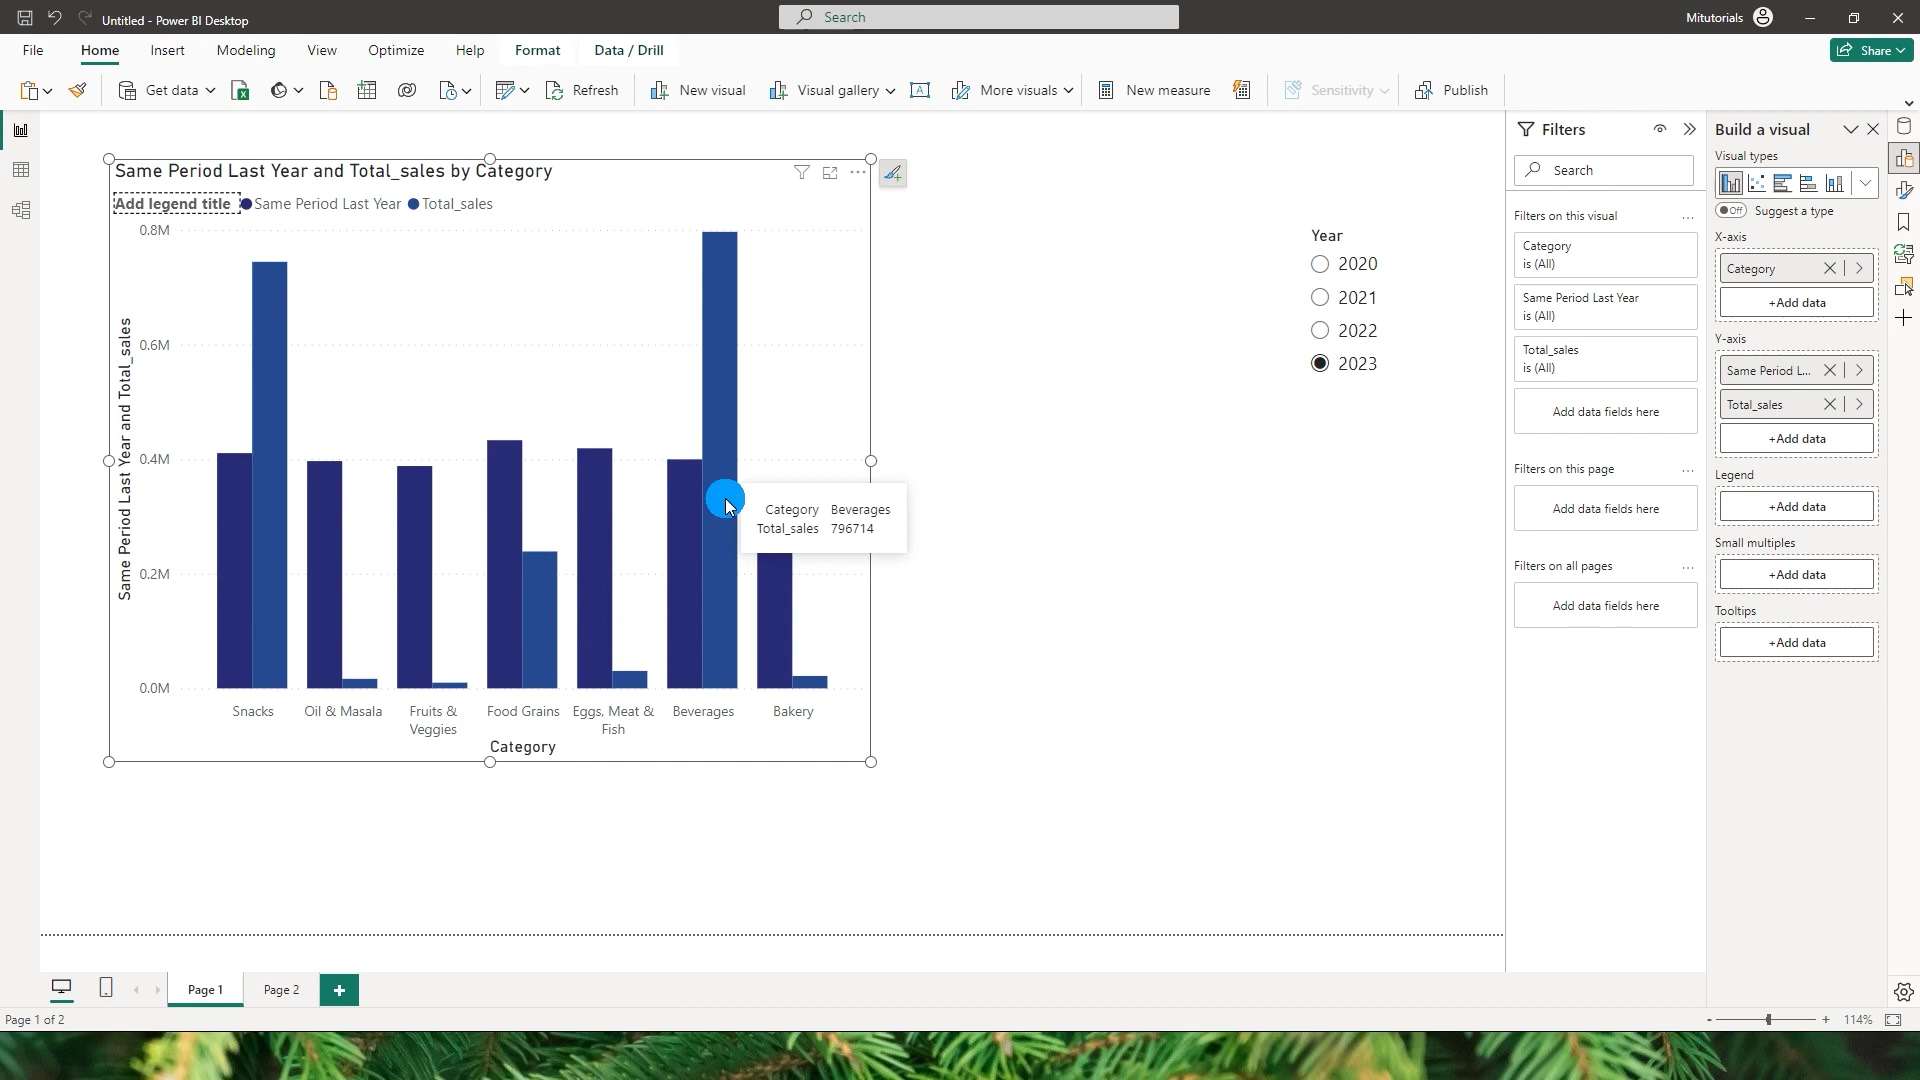 Untitled - Power BI Desktop
Search
Mitutorials
File
Home
Insert
Modeling
View
Optimize
Help
Format
Data / Drill
Share
Get data
Refresh
New visual
Visual gallery
More visuals
New measure
Sensitivity
Publish
Same Period Last Year and Total_sales by Category
Add legend title
Same Period Last Year
Total_sales
Same Period Last Year and Total_sales
0.8M
0.6M
0.4M
0.2M
0.0M
Category Beverages
Total_sales 796714
Snacks
Oil & Masala
Fruits &
Veggies
Food Grains
Eggs, Meat &
Fish
Beverages
Bakery
Category
Year
2020
2021
2022
2023
Filters
Search
Filters on this visual
Category
is (All)
Same Period Last Year
is (All)
Total_sales
is (All)
Add data fields here
Filters on this page
Add data fields here
Filters on all pages
Add data fields here
Build a visual
Visual types
Off
Suggest a type
X-axis
Category
+Add data
Y-axis
Same Period L...
Total_sales
+Add data
Legend
+Add data
Small multiples
+Add data
Tooltips
+Add data
Page 1
Page 2
Page 1 of 2
- + 114%